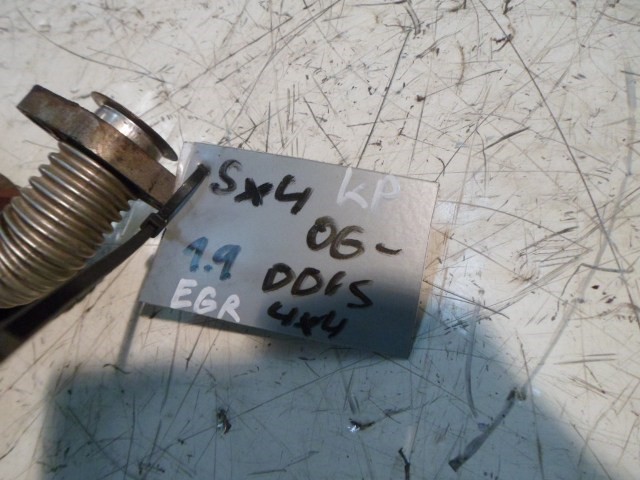 Sx4 KP
06-
1.9 DDIS
EGR 4x4